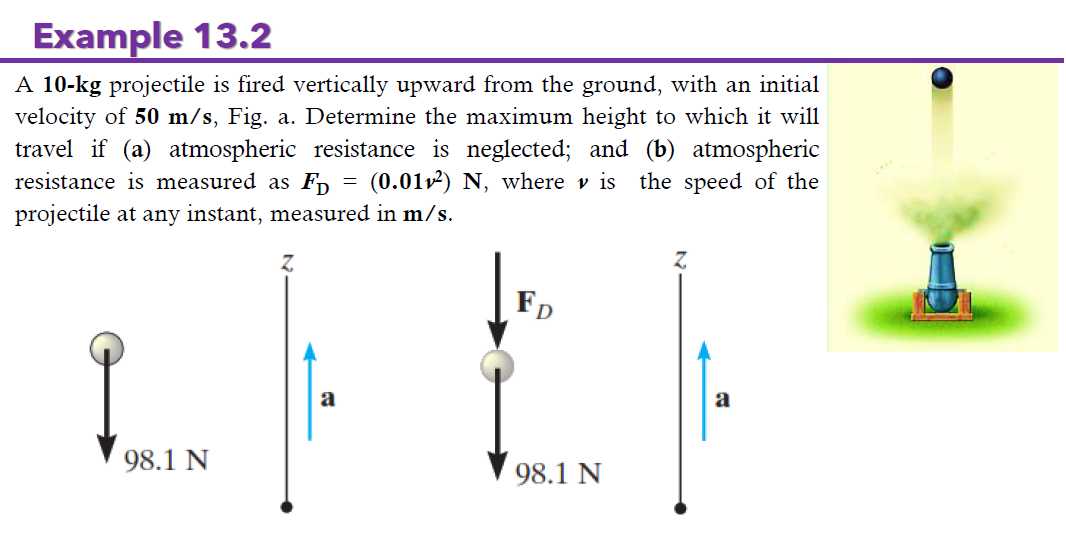 Example 13.2
A 10-kg projectile is fired vertically upward from the ground, with an initial
velocity of 50 m/s, Fig. a. Determine the maximum height to which it will
travel if (a) atmospheric resistance is neglected; and (b) atmospheric
resistance is measured as FD = (0.01v²) N, where v is the speed of the
projectile at any instant, measured in m/s.
z
a
98.1 N
FD
98.1 N
z
a